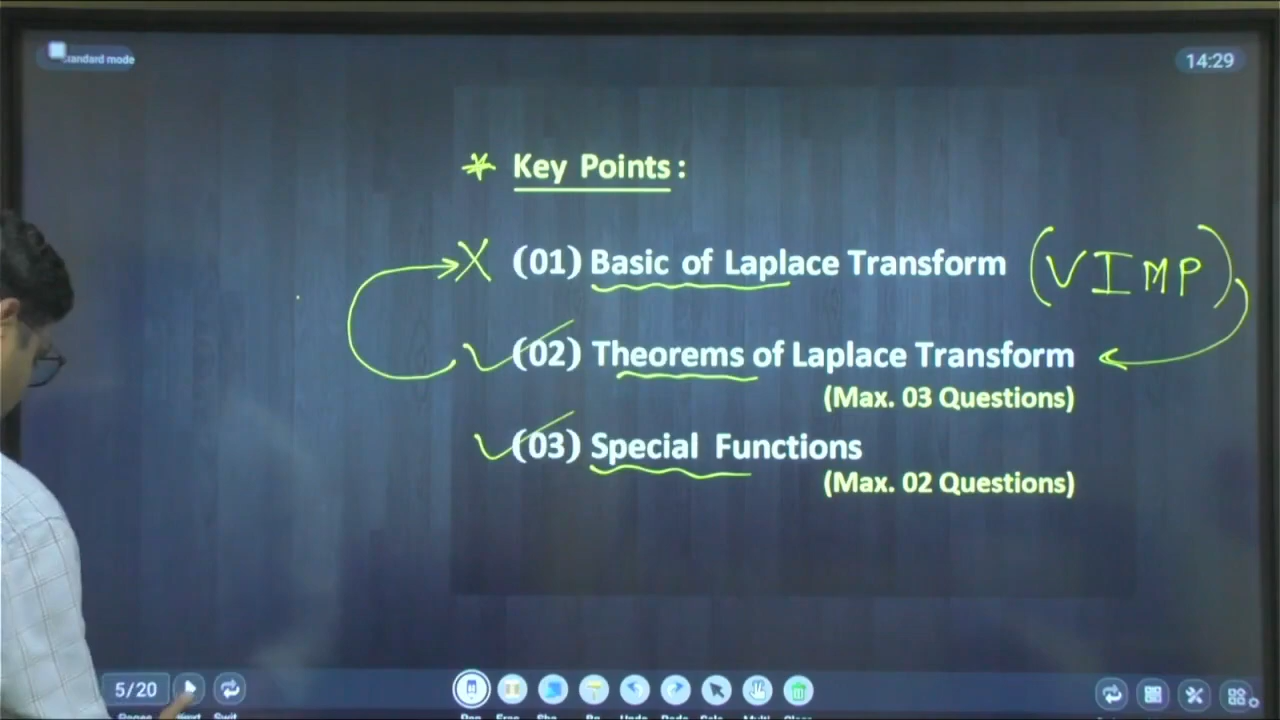 Standard mode
14:29
* Key Points :
X (01) Basic of Laplace Transform (VIMP)
(02) Theorems of Laplace Transform
(Max. 03 Questions)
(03) Special Functions
(Max. 02 Questions)
5/20